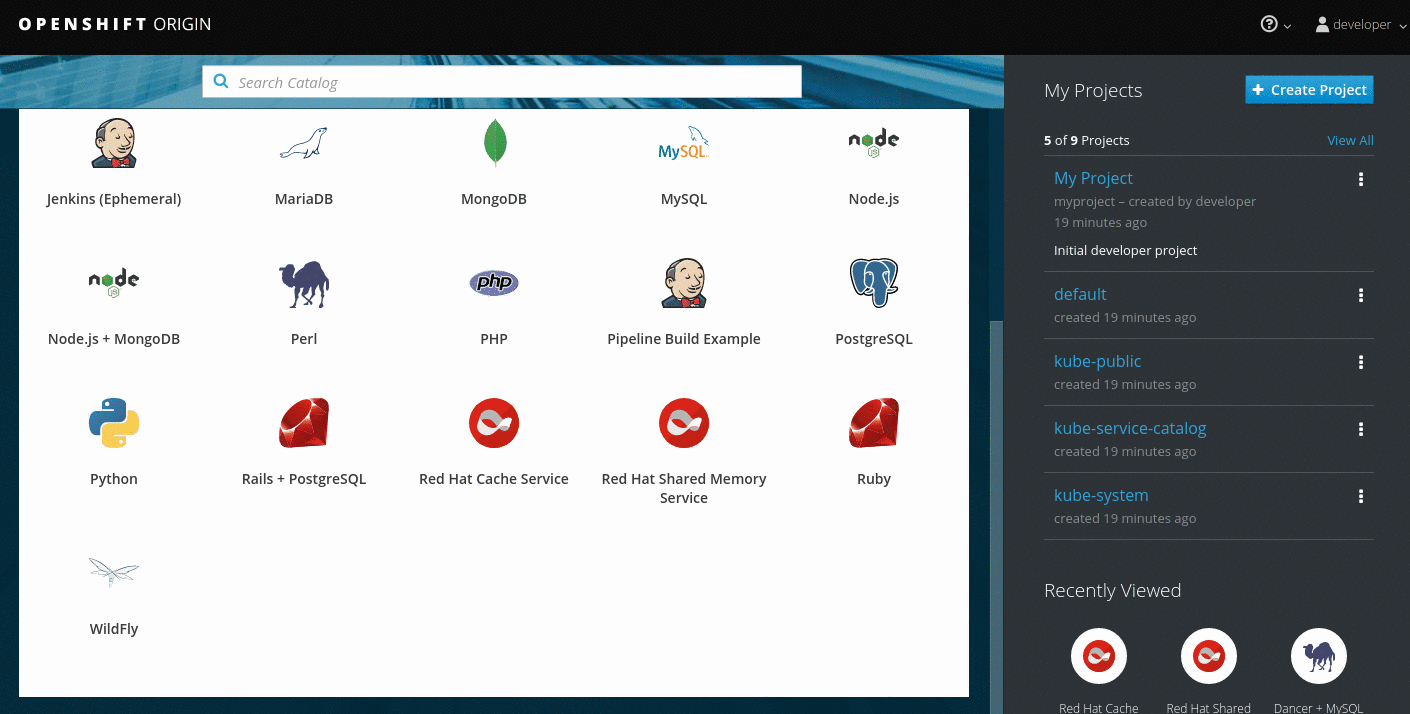 OPENSHIFT ORIGIN
developer
Search Catalog
Jenkins (Ephemeral)
MariaDB
MongoDB
MySQL
MySQL
node
JS
Node.js
node
JS
Node.js + MongoDB
Perl
php
PHP
Pipeline Build Example
PostgreSQL
Python
Rails + PostgreSQL
Red Hat Cache Service
Red Hat Shared Memory
Service
Ruby
WildFly
My Projects
+ Create Project
5 of 9 Projects
View All
My Project
myproject – created by developer
19 minutes ago
Initial developer project
default
created 19 minutes ago
kube-public
created 19 minutes ago
kube-service-catalog
created 19 minutes ago
kube-system
created 19 minutes ago
Recently Viewed
Red Hat Cache
Red Hat Shared
Dancer + MySQL